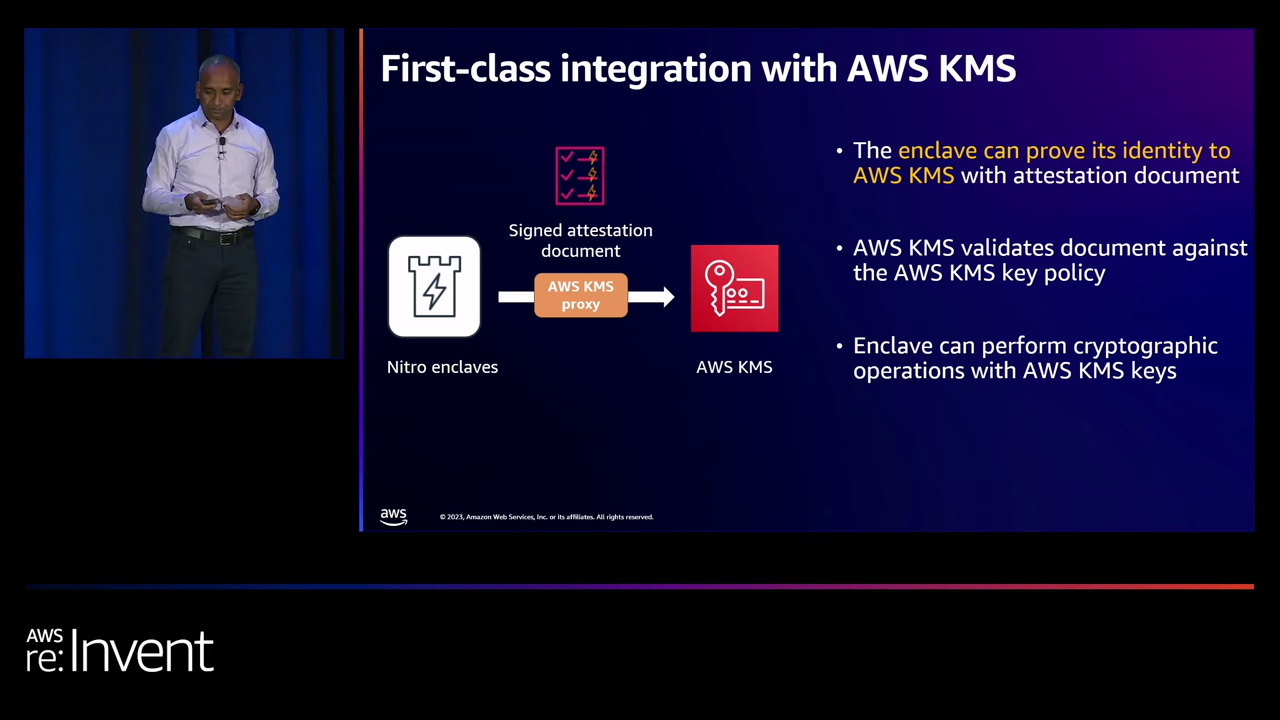 First-class integration with AWS KMS
Signed attestation
document
AWS KMS
proxy
Nitro enclaves
AWS KMS
• The enclave can prove its identity to
AWS KMS with attestation document
• AWS KMS validates document against
the AWS KMS key policy
• Enclave can perform cryptographic
operations with AWS KMS keys
aws
© 2023, Amazon Web Services, Inc. or its affiliates. All rights reserved.
AWS
re:Invent